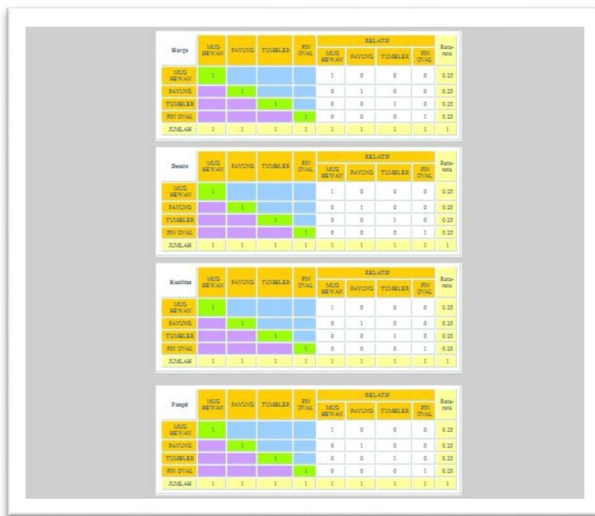 Harga MUG HEWAN PAYUNG TUMBLER PIN OVAL RELATIF Rata-rata
MUG HEWAN PAYUNG TUMBLER PIN OVAL
MUG HEWAN 1 1 0 0 0 0.25
PAYUNG 1 0 1 0 0 0.25
TUMBLER 1 0 0 1 0 0.25
PIN OVAL 1 0 0 0 1 0.25
JUMLAH 1 1 1 1 1 1 1 1 1
Desain MUG HEWAN PAYUNG TUMBLER PIN OVAL RELATIF Rata-rata
MUG HEWAN PAYUNG TUMBLER PIN OVAL
MUG HEWAN 1 1 0 0 0 0.25
PAYUNG 1 0 1 0 0 0.25
TUMBLER 1 0 0 1 0 0.25
PIN OVAL 1 0 0 0 1 0.25
JUMLAH 1 1 1 1 1 1 1 1 1
Kualitas MUG HEWAN PAYUNG TUMBLER PIN OVAL RELATIF Rata-rata
MUG HEWAN PAYUNG TUMBLER PIN OVAL
MUG HEWAN 1 1 0 0 0 0.25
PAYUNG 1 0 1 0 0 0.25
TUMBLER 1 0 0 1 0 0.25
PIN OVAL 1 0 0 0 1 0.25
JUMLAH 1 1 1 1 1 1 1 1 1
Fungsi MUG HEWAN PAYUNG TUMBLER PIN OVAL RELATIF Rata-rata
MUG HEWAN PAYUNG TUMBLER PIN OVAL
MUG HEWAN 1 1 0 0 0 0.25
PAYUNG 1 0 1 0 0 0.25
TUMBLER 1 0 0 1 0 0.25
PIN OVAL 1 0 0 0 1 0.25
JUMLAH 1 1 1 1 1 1 1 1 1